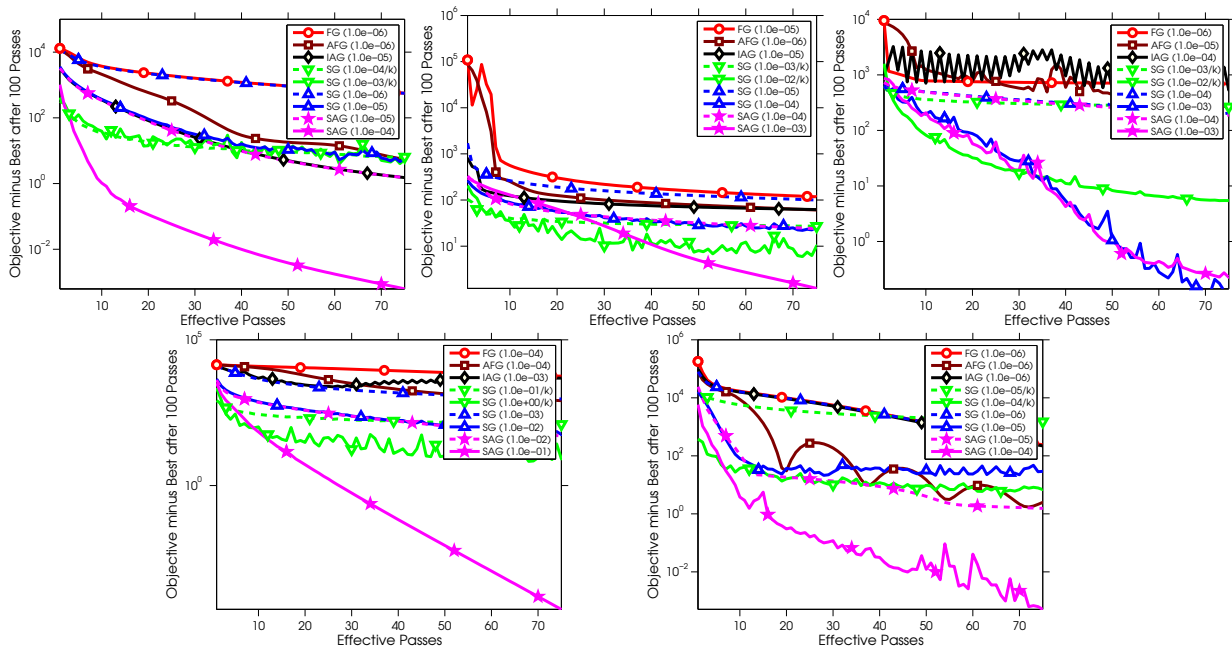 Objective minus Best after 100 Passes
10^4
10^2
10^0
10^-2
FG (1.0e-06)
AFG (1.0e-06)
IAG (1.0e-05)
SG (1.0e-04/k)
SG (1.0e-03/k)
SG (1.0e-06)
SG (1.0e-05)
SAG (1.0e-05)
SAG (1.0e-04)
10 20 30 40 50 60 70
Effective Passes
Objective minus Best after 100 Passes
10^6
10^5
10^4
10^3
10^2
10^1
FG (1.0e-05)
AFG (1.0e-06)
IAG (1.0e-05)
SG (1.0e-03/k)
SG (1.0e-02/k)
SG (1.0e-05)
SG (1.0e-04)
SAG (1.0e-04)
SAG (1.0e-03)
10 20 30 40 50 60 70
Effective Passes
Objective minus Best after 100 Passes
10^4
10^2
10^0
FG (1.0e-06)
AFG (1.0e-05)
IAG (1.0e-04)
SG (1.0e-03/k)
SG (1.0e-02/k)
SG (1.0e-04)
SG (1.0e-03)
SAG (1.0e-04)
SAG (1.0e-03)
10 20 30 40 50 60 70
Effective Passes
Objective minus Best after 100 Passes
10^5
10^0
FG (1.0e-04)
AFG (1.0e-04)
IAG (1.0e-03)
SG (1.0e-01/k)
SG (1.0e+00/k)
SG (1.0e-03)
SG (1.0e-02)
SAG (1.0e-02)
SAG (1.0e-01)
10 20 30 40 50 60 70
Effective Passes
Objective minus Best after 100 Passes
10^6
10^4
10^2
10^0
10^-2
FG (1.0e-06)
AFG (1.0e-06)
IAG (1.0e-06)
SG (1.0e-05/k)
SG (1.0e-04/k)
SG (1.0e-06)
SG (1.0e-05)
SAG (1.0e-05)
SAG (1.0e-04)
10 20 30 40 50 60 70
Effective Passes